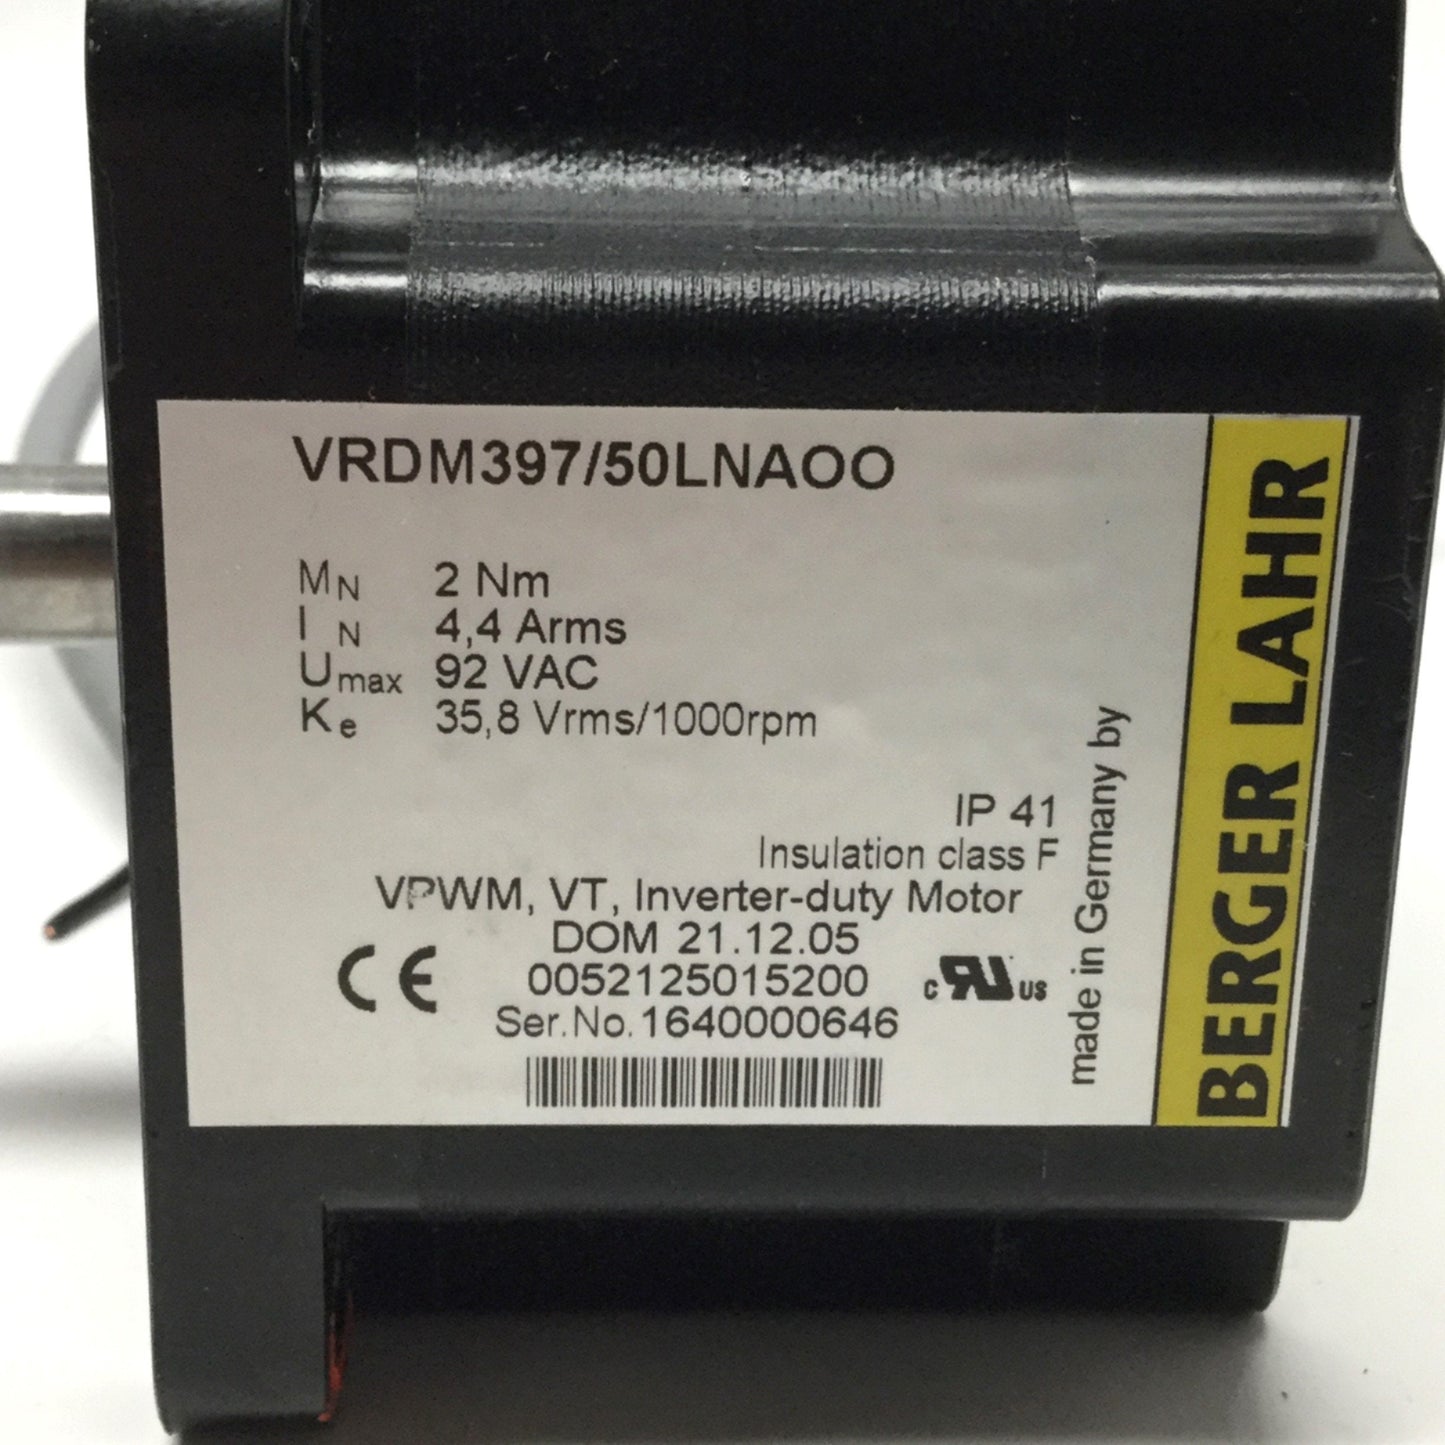 VRDM397/50LNAOO
MN 2 Nm
IN 4,4 Arms
Umax 92 VAC
Ke 35,8 Vrms/1000rpm
IP 41
Insulation class F
VPWM, VT, Inverter-duty Motor
DOM 21.12.05
0052125015200
Ser.No.1640000646
CE
c RU US
made in Germany by
BERGER LAHR